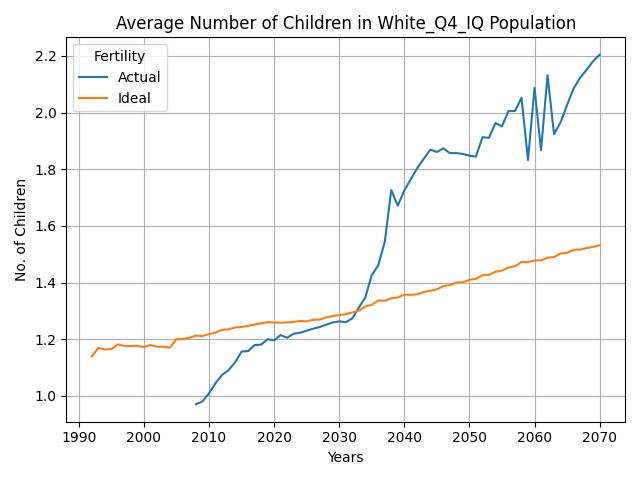 Average Number of Children in White_Q4_IQ Population
Fertility
Actual
Ideal
No. of Children
2.2
2.0
1.8
1.6
1.4
1.2
1.0
1990 2000 2010 2020 2030 2040 2050 2060 2070
Years